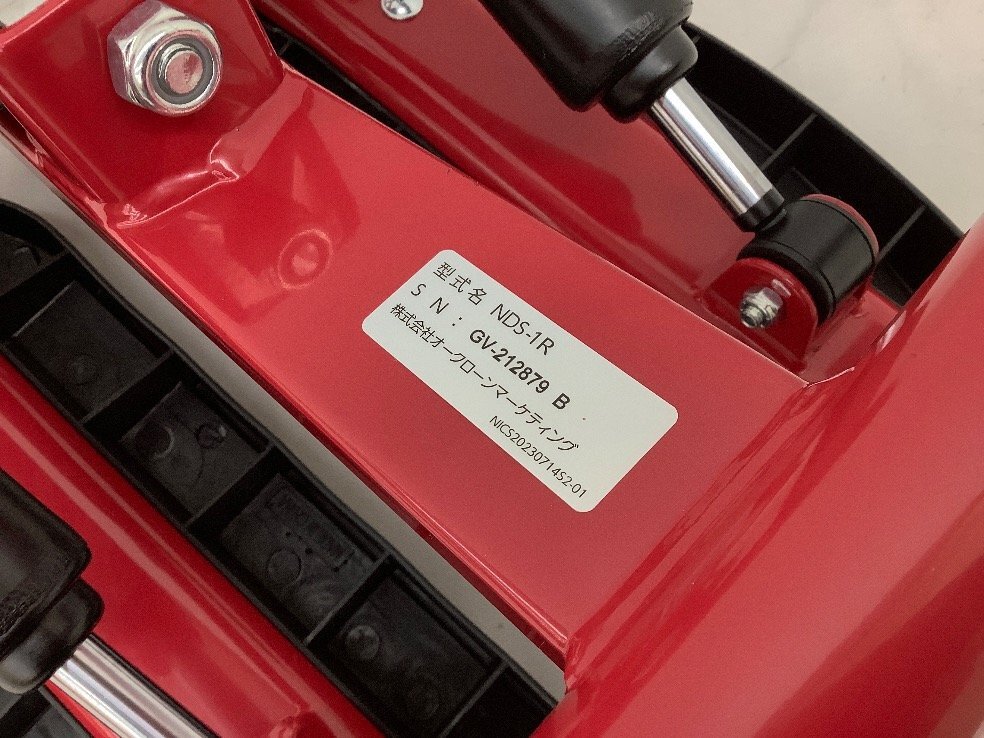 型式名 NDS-1R
S N : GV-212879 B
株式会社オークローンマーケティング
NICS20230714S2-01